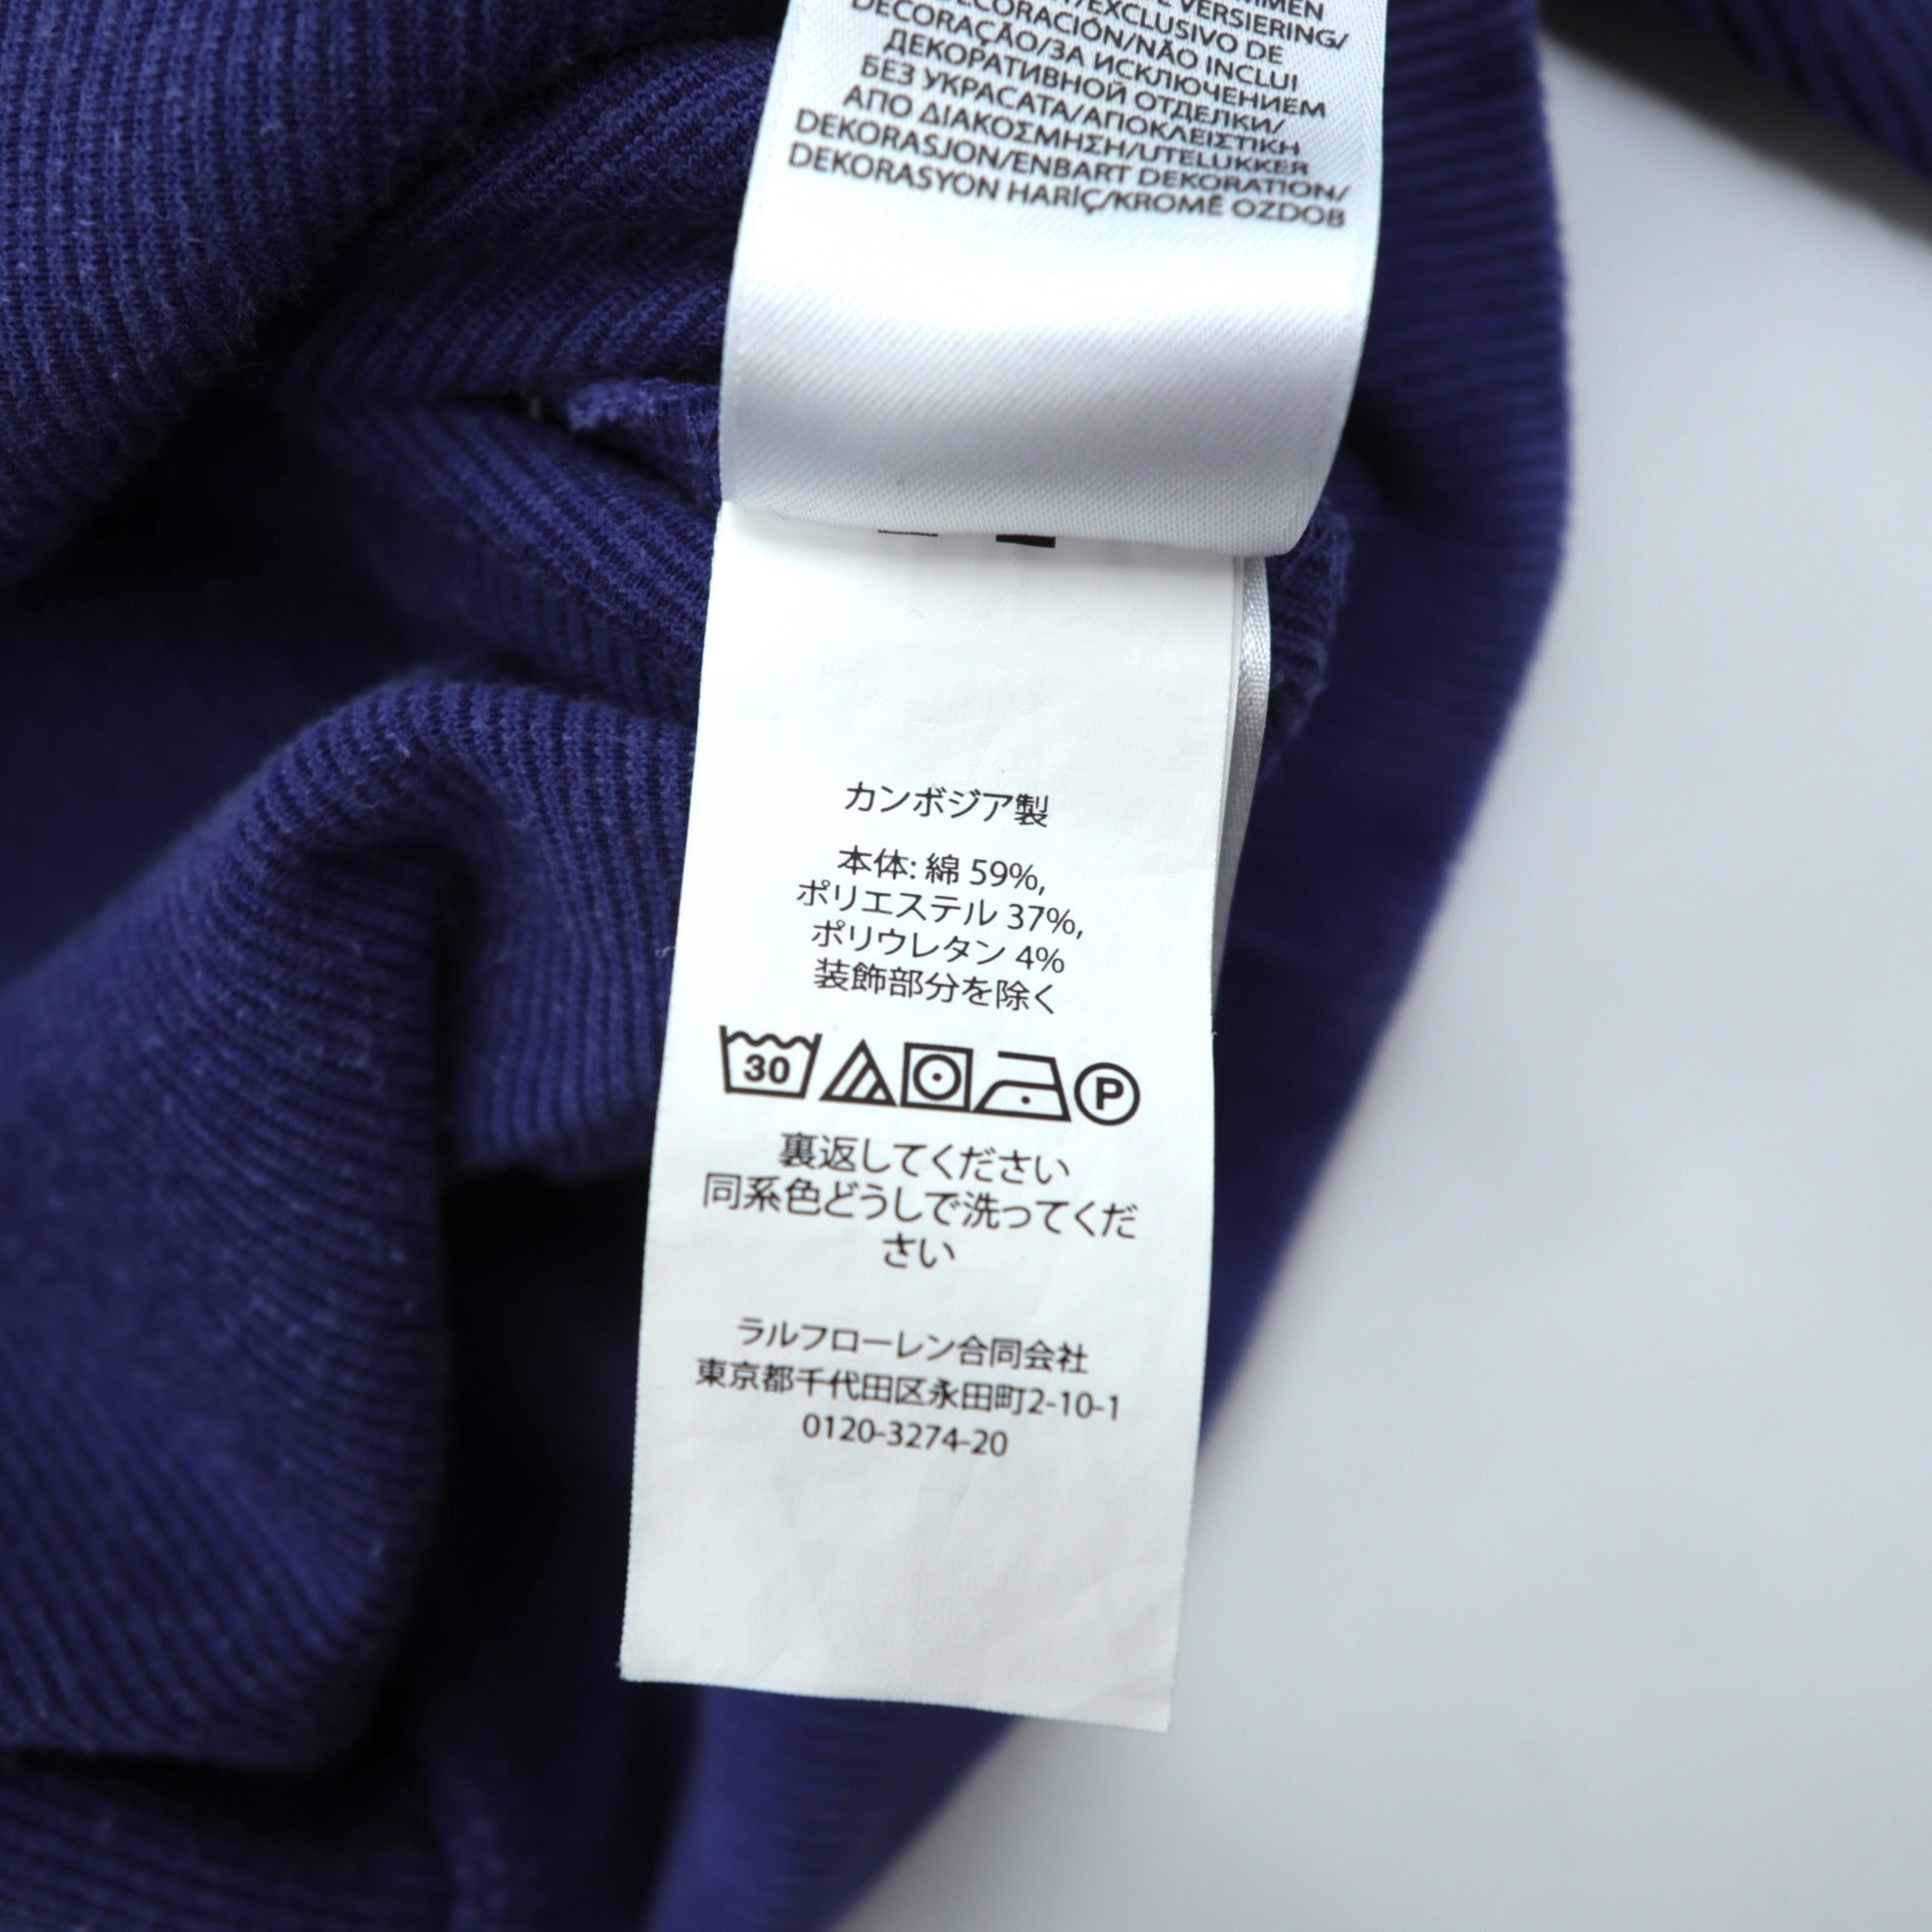 VERSIERING/
EXCLUSIVO DE
DECORACIÓN/NÃO INCLUI
DECORAÇÃO/ЗА ИСКЛЮЧЕНИЕМ
ДЕКОРАТИВНОЙ ОТДЕЛКИ/
БЕЗ УКРАСАТА/ΑΠΟΚΛΕΙΣΤΙΚΗ
ΑΠΟ ΔΙΑΚΟΣΜΗΣΗ/UTELUKKER
DEKORASJON/ENBART DEKORATION/
DEKORASYON HARİÇ/KROMĒ OZDOB
カンボジア製
本体: 綿 59%,
ポリエステル 37%,
ポリウレタン 4%
装飾部分を除く
30 P
裏返してください
同系色どうしで洗ってくだ
さい
ラルフローレン合同会社
東京都千代田区永田町2-10-1
0120-3274-20